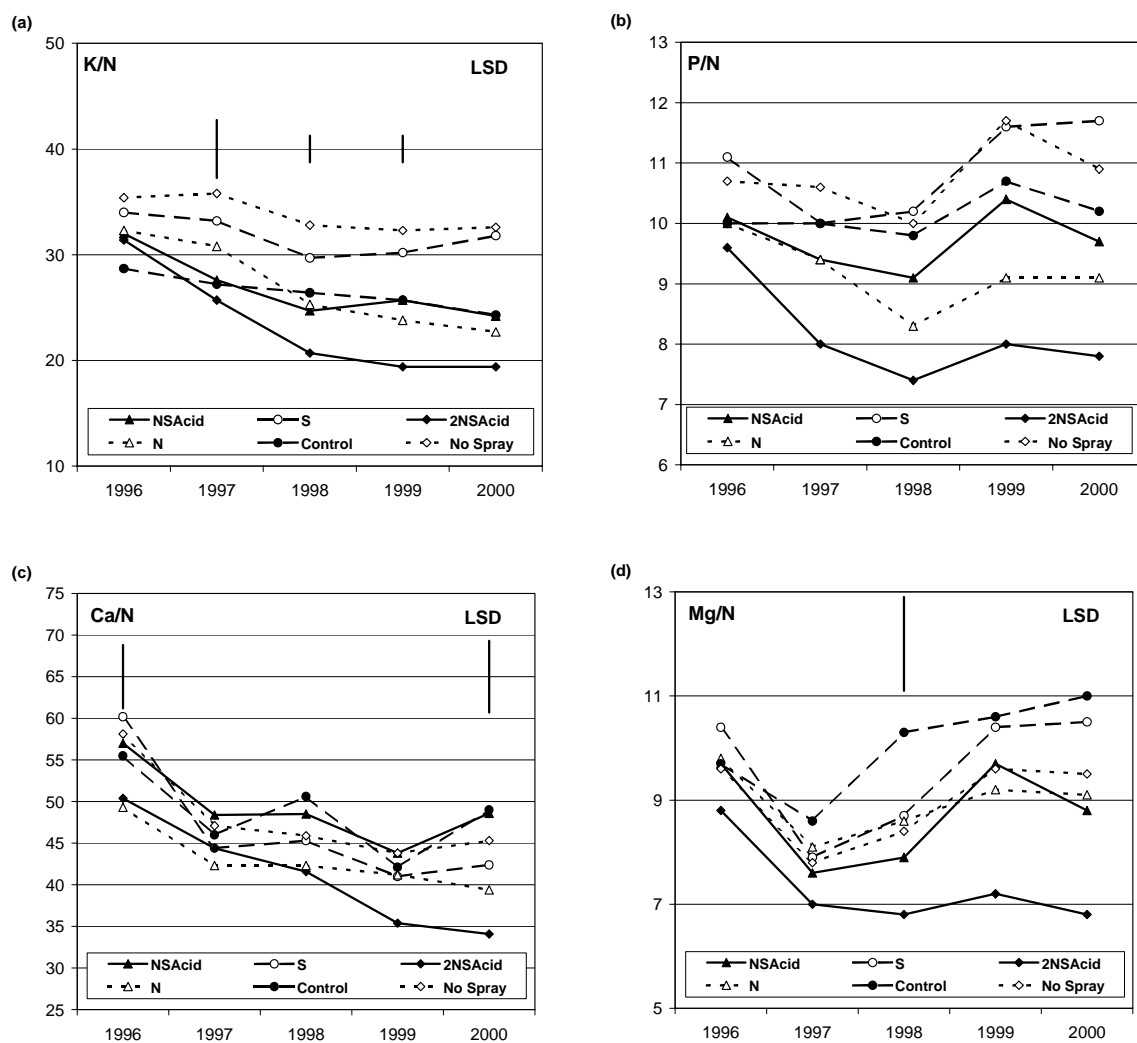 (a)
K/N LSD
50
40
30
20
10
NSAcid S 2NSAcid
N Control No Spray
1996 1997 1998 1999 2000
(b)
P/N
13
12
11
10
9
8
7
6
NSAcid S 2NSAcid
N Control No Spray
1996 1997 1998 1999 2000
(c)
Ca/N LSD
75
70
65
60
55
50
45
40
35
30
25
NSAcid S 2NSAcid
N Control No Spray
1996 1997 1998 1999 2000
(d)
Mg/N LSD
13
11
9
7
5
NSAcid S 2NSAcid
N Control No Spray
1996 1997 1998 1999 2000